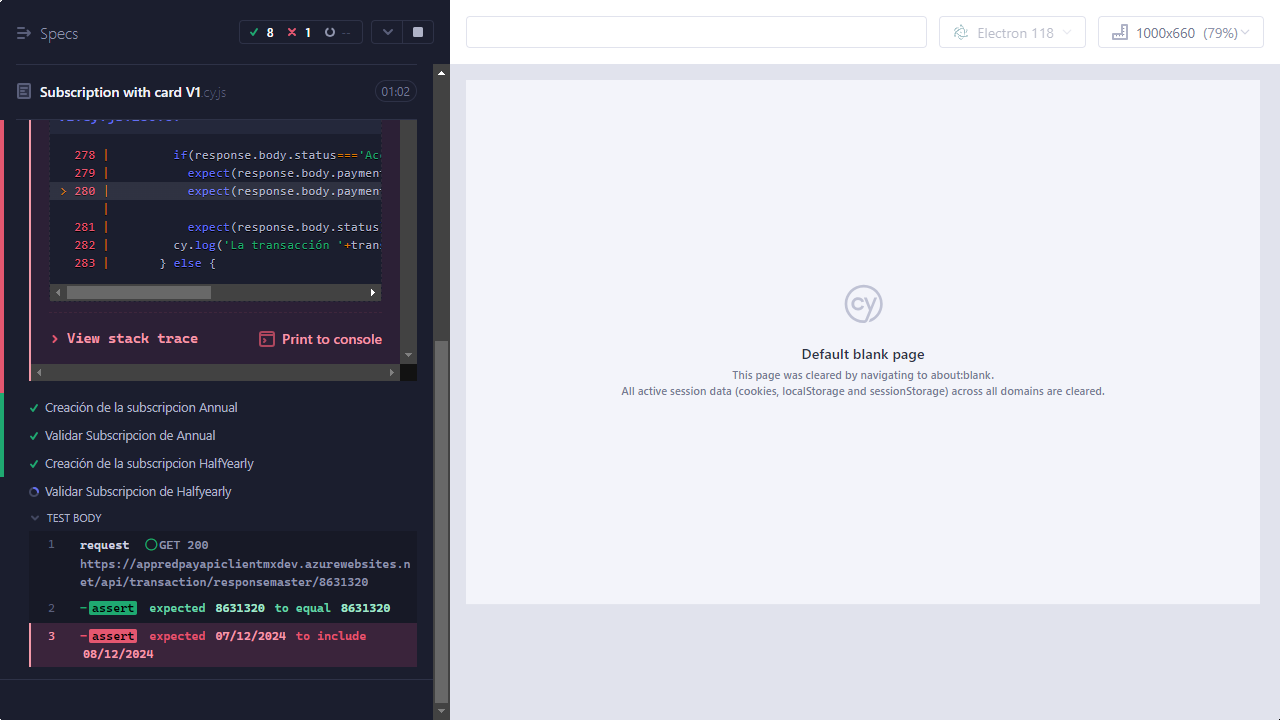 Specs
8 1 --
Electron 118
1000x660 (79%)
Subscription with card V1.cy.js
01:02
278 | if(response.body.status==='Acc
279 | expect(response.body.paymen
> 280 | expect(response.body.paymen
|
281 | expect(response.body.status
282 | cy.log('La transacción '+trans
283 | } else {
View stack trace
Print to console
Creación de la subscripcion Annual
Validar Subscripcion de Annual
Creación de la subscripcion HalfYearly
Validar Subscripcion de Halfyearly
TEST BODY
1 request GET 200
https://appredpayapiclientmxdev.azurewebsites.n
et/api/transaction/responsemaster/8631320
2 -assert expected 8631320 to equal 8631320
3 -assert expected 07/12/2024 to include
08/12/2024
cy
Default blank page
This page was cleared by navigating to about:blank.
All active session data (cookies, localStorage and sessionStorage) across all domains are cleared.